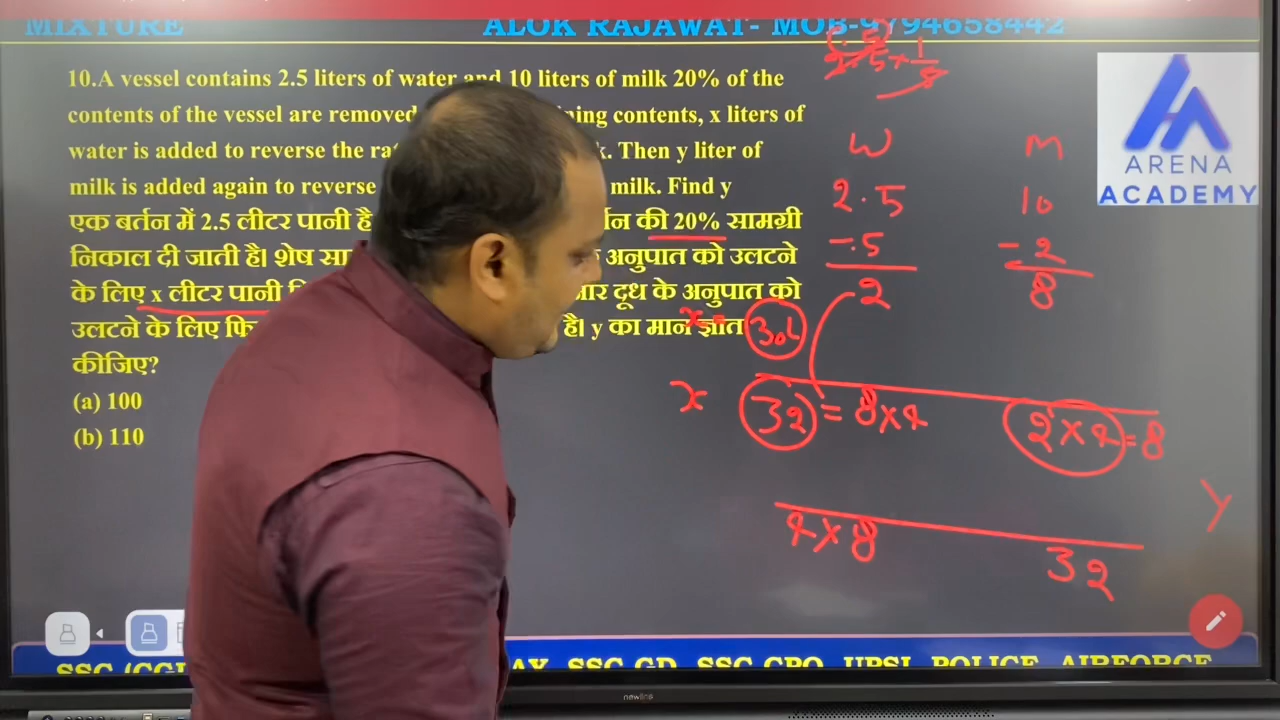 MIXTURE ALOK RAJAWAT- MOB-9794658442
10.A vessel contains 2.5 liters of water and 10 liters of milk 20% of the
contents of the vessel are removed contents, x liters of
water is added to reverse the Then y liter of
milk is added again to reverse milk. Find y
एक बर्तन में 2.5 लीटर पानी है की 20% सामग्री
निकाल दी जाती है। शेष अनुपात को उलटने
के लिए x लीटर पानी दूध के अनुपात को
उलटने के लिए है। y का मान ज्ञात
कीजिए?
(a) 100
(b) 110
W M
2.5 10
-.5 -2
2 8
x = 30L
x 32 = 8×4 2×4 = 8
4×8 32 y
ARENA
ACADEMY
SSC GD, SSC CPO, UPSI, POLICE, AIRFORCE
newline